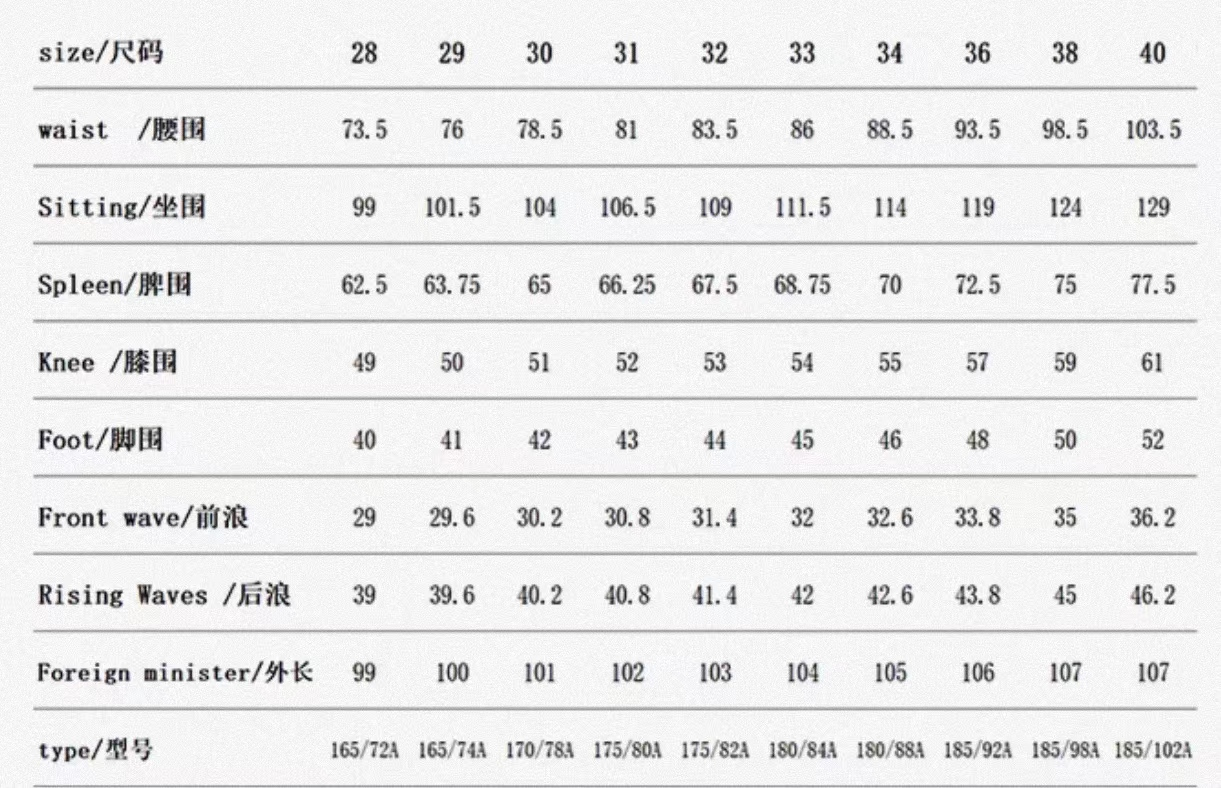 size/尺码 28 29 30 31 32 33 34 36 38 40
waist /腰围 73.5 76 78.5 81 83.5 86 88.5 93.5 98.5 103.5
Sitting/坐围 99 101.5 104 106.5 109 111.5 114 119 124 129
Spleen/脾围 62.5 63.75 65 66.25 67.5 68.75 70 72.5 75 77.5
Knee /膝围 49 50 51 52 53 54 55 57 59 61
Foot/脚围 40 41 42 43 44 45 46 48 50 52
Front wave/前浪 29 29.6 30.2 30.8 31.4 32 32.6 33.8 35 36.2
Rising Waves /后浪 39 39.6 40.2 40.8 41.4 42 42.6 43.8 45 46.2
Foreign minister/外长 99 100 101 102 103 104 105 106 107 107
type/型号 165/72A 165/74A 170/78A 175/80A 175/82A 180/84A 180/88A 185/92A 185/98A 185/102A